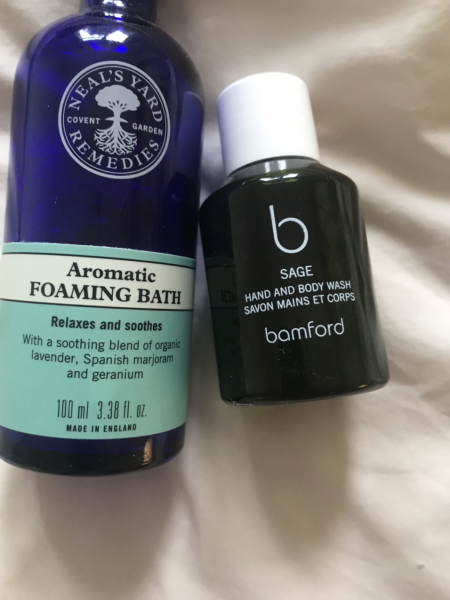 NEAL'S YARD
COVENT GARDEN
REMEDIES
Aromatic
FOAMING BATH
Relaxes and soothes
With a soothing blend of organic
lavender, Spanish marjoram
and geranium
100 ml 3.38 fl. oz.
MADE IN ENGLAND
b
SAGE
HAND AND BODY WASH
SAVON MAINS ET CORPS
bamford